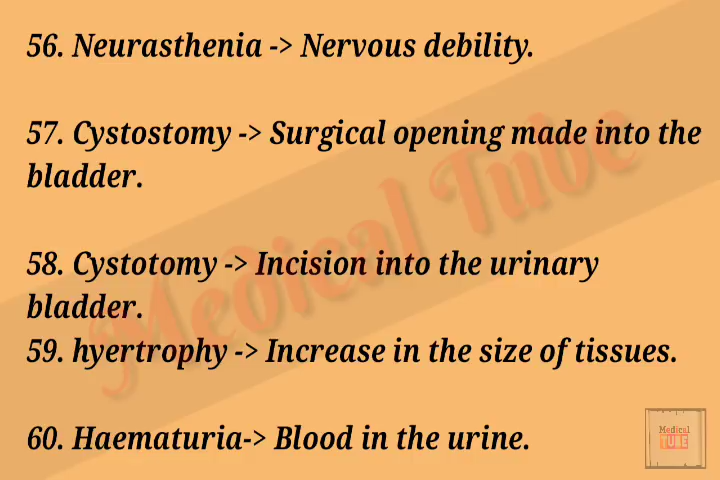 56. Neurasthenia -> Nervous debility.
57. Cystostomy -> Surgical opening made into the
bladder.
58. Cystotomy -> Incision into the urinary
bladder.
59. hyertrophy -> Increase in the size of tissues.
60. Haematuria-> Blood in the urine.
Medical Tube
Medical
TUBE